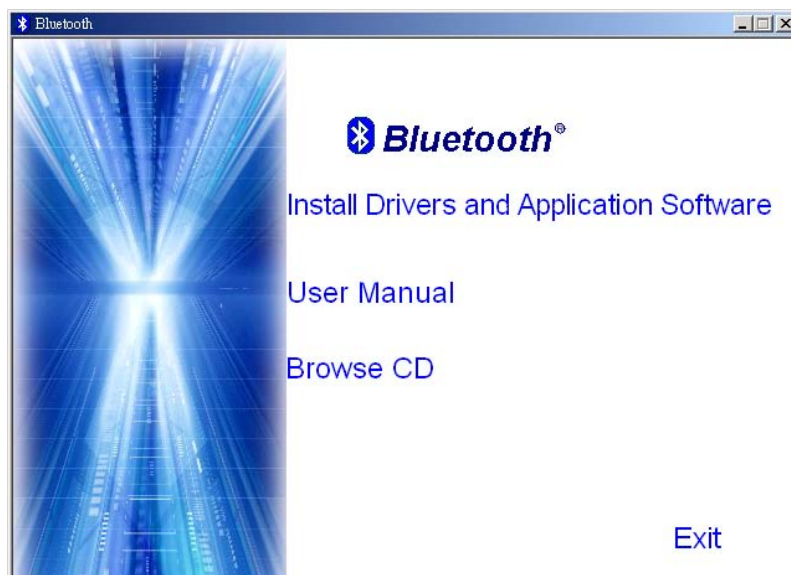 Bluetooth
Bluetooth®
Install Drivers and Application Software
User Manual
Browse CD
Exit